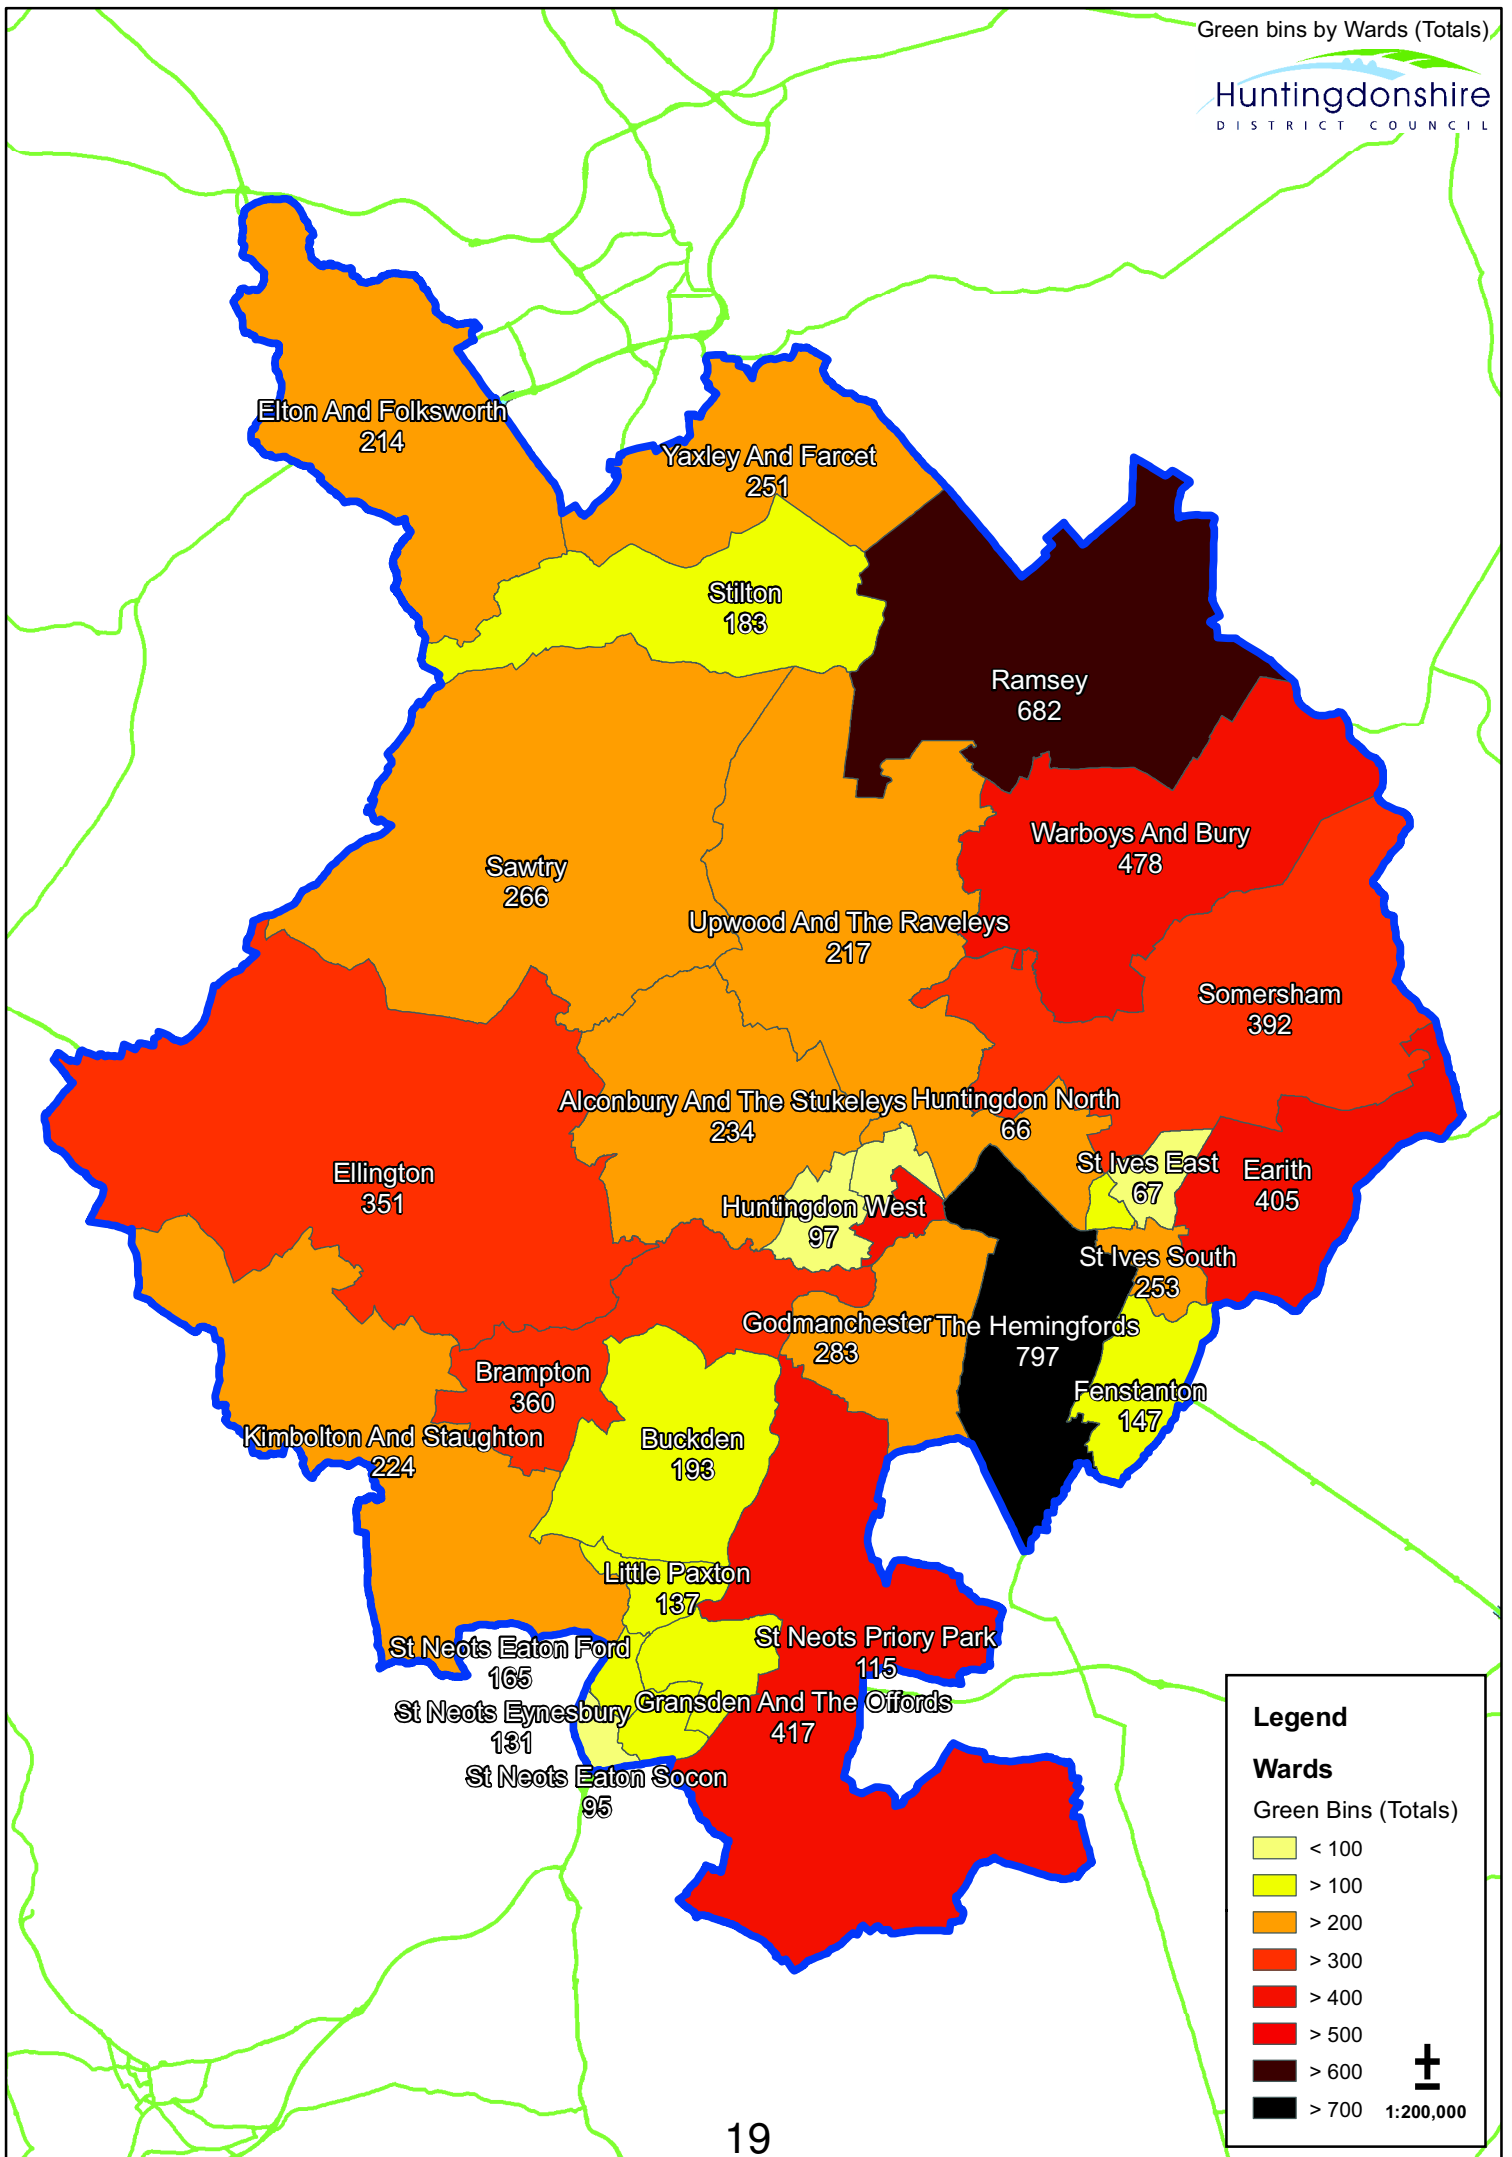 Green bins by Wards (Totals)
Huntingdonshire
DISTRICT COUNCIL
Elton And Folksworth
214
Yaxley And Farcet
251
Stilton
183
Ramsey
682
Warboys And Bury
478
Sawtry
266
Upwood And The Raveleys
217
Somersham
392
Alconbury And The Stukeleys
234
Huntingdon North
66
St Ives East
67
Earith
405
Ellington
351
Huntingdon West
97
St Ives South
253
Godmanchester
283
The Hemingfords
797
Brampton
360
Fenstanton
147
Kimbolton And Staughton
224
Buckden
193
Little Paxton
137
St Neots Eaton Ford
165
St Neots Priory Park
115
St Neots Eynesbury
131
Gransden And The Offords
417
St Neots Eaton Socon
95
Legend
Wards
Green Bins (Totals)
< 100
> 100
> 200
> 300
> 400
> 500
> 600
> 700
±
1:200,000
19